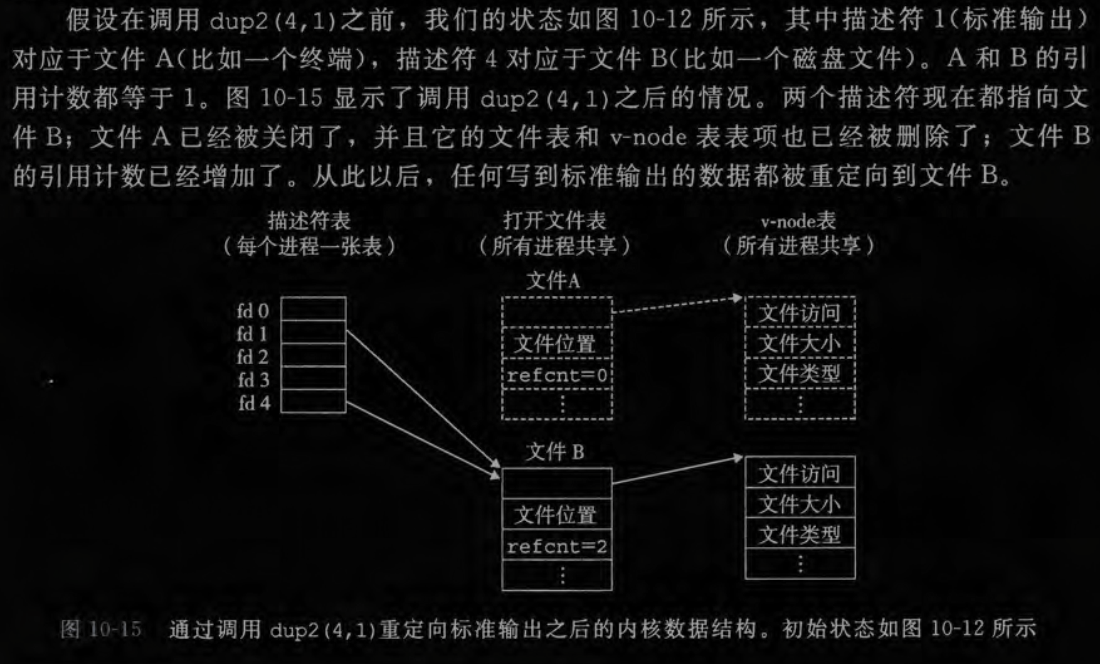 假设在调用 dup2(4,1)之前，我们的状态如图 10-12 所示，其中描述符 1(标准输出)
对应于文件 A(比如一个终端)，描述符 4 对应于文件 B(比如一个磁盘文件)。A 和 B 的引
用计数都等于 1。图 10-15 显示了调用 dup2(4,1)之后的情况。两个描述符现在都指向文
件 B；文件 A 已经被关闭了，并且它的文件表和 v-node 表表项也已经被删除了；文件 B
的引用计数已经增加了。从此以后，任何写到标准输出的数据都被重定向到文件 B。
描述符表
（每个进程一张表）
打开文件表
（所有进程共享）
v-node表
（所有进程共享）
fd 0
fd 1
fd 2
fd 3
fd 4
文件A
文件位置
refcnt=0
⋮
文件访问
文件大小
文件类型
⋮
文件 B
文件位置
refcnt=2
⋮
文件访问
文件大小
文件类型
⋮
图 10-15 通过调用 dup2(4,1)重定向标准输出之后的内核数据结构。初始状态如图 10-12 所示